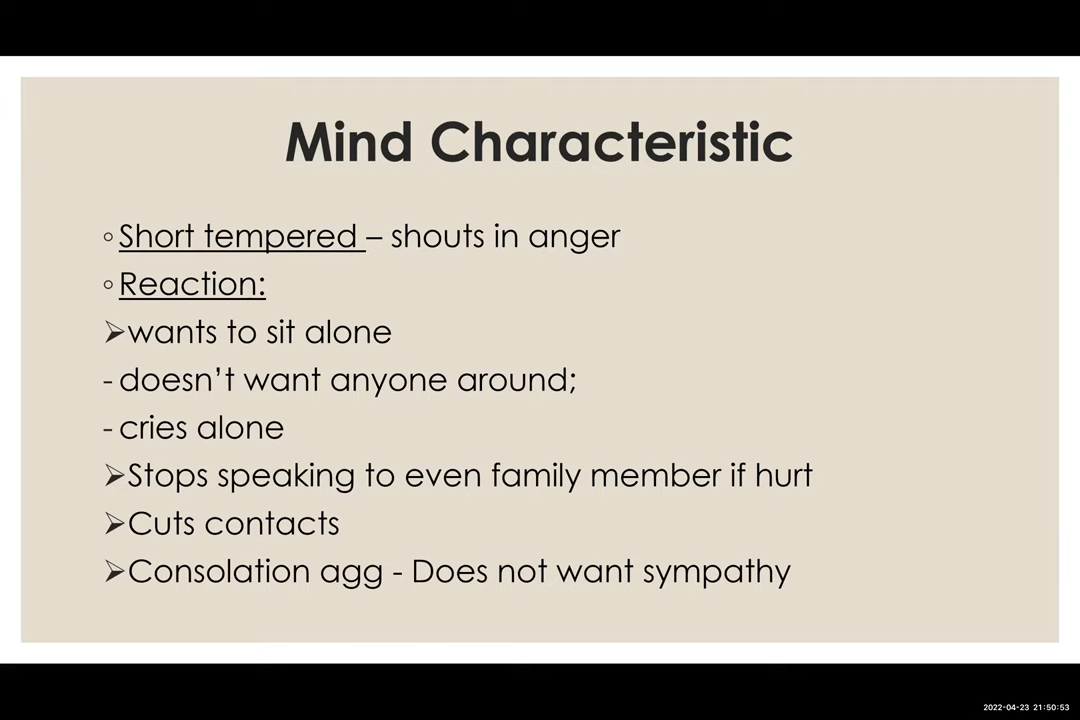 Mind Characteristic
◦ Short tempered – shouts in anger
◦ Reaction:
➢wants to sit alone
- doesn’t want anyone around;
- cries alone
➢Stops speaking to even family member if hurt
➢Cuts contacts
➢Consolation agg - Does not want sympathy
2022-04-23 21:50:53